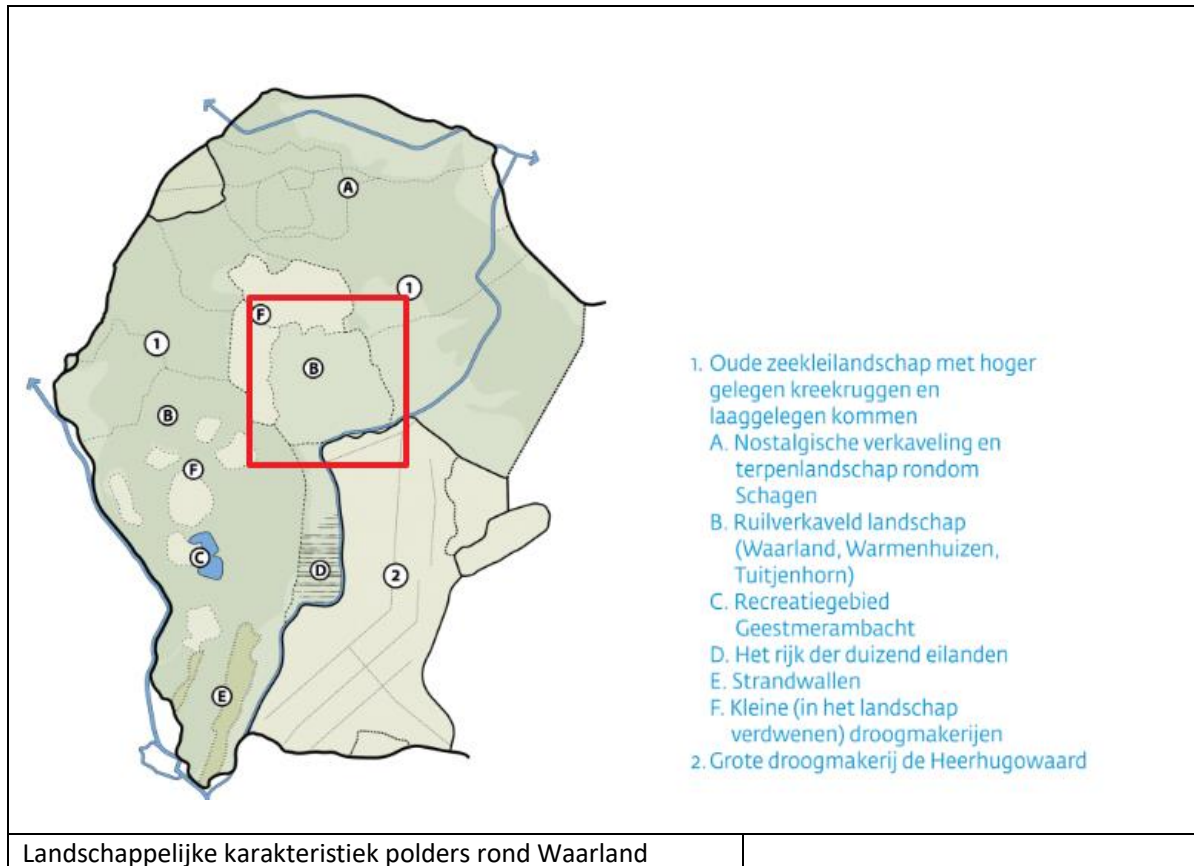 A
1
F
1
B
B
F
C
D
2
E
1. Oude zeekleilandschap met hoger
gelegen kreekruggen en
laaggelegen kommen
A. Nostalgische verkaveling en
terpenlandschap rondom
Schagen
B. Ruilverkaveld landschap
(Waarland, Warmenhuizen,
Tuitjenhorn)
C. Recreatiegebied
Geestmerambacht
D. Het rijk der duizend eilanden
E. Strandwallen
F. Kleine (in het landschap
verdwenen) droogmakerijen
2. Grote droogmakerij de Heerhugowaard
Landschappelijke karakteristiek polders rond Waarland